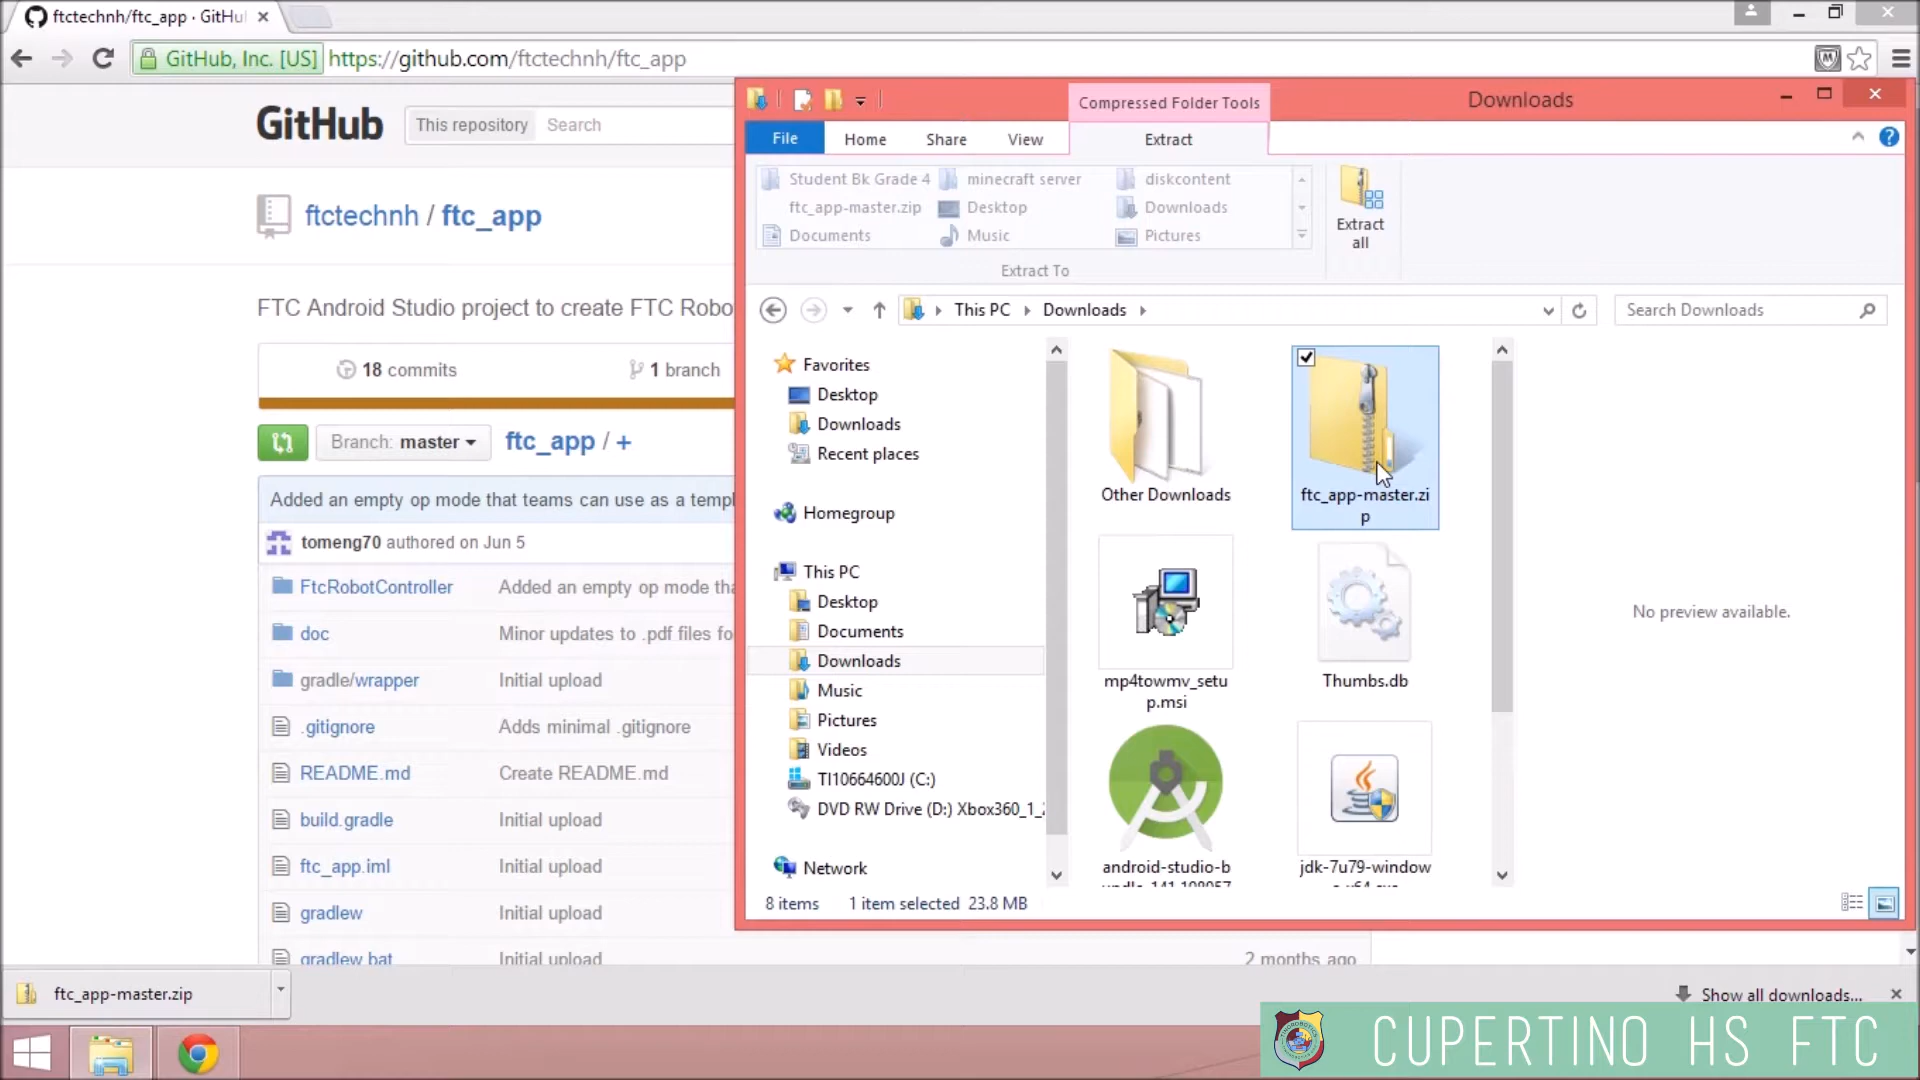 ftctechnh/ftc_app · GitHu
GitHub, Inc. [US] https://github.com/ftctechnh/ftc_app
GitHub This repository Search
ftctechnh / ftc_app
FTC Android Studio project to create FTC Robo
18 commits 1 branch
Branch: master ftc_app / +
Added an empty op mode that teams can use as a templ
tomeng70 authored on Jun 5
FtcRobotController Added an empty op mode tha
doc Minor updates to .pdf files fo
gradle/wrapper Initial upload
.gitignore Adds minimal .gitignore
README.md Create README.md
build.gradle Initial upload
ftc_app.iml Initial upload
gradlew Initial upload
gradlew bat Initial upload 2 months ago
Compressed Folder Tools Downloads
File Home Share View Extract
Student Bk Grade 4 minecraft server diskcontent
ftc_app-master.zip Desktop Downloads
Documents Music Pictures
Extract To
Extract
all
This PC Downloads Search Downloads
Favorites
Desktop
Downloads
Recent places
Homegroup
This PC
Desktop
Documents
Downloads
Music
Pictures
Videos
TI10664600J (C:)
DVD RW Drive (D:) Xbox360_1_
Network
Other Downloads
ftc_app-master.zi
p
mp4towmv_setu
p.msi
Thumbs.db
android-studio-b
jdk-7u79-window
No preview available.
8 items 1 item selected 23.8 MB
ftc_app-master.zip
Show all downloads...
CUPERTINO HS FTC